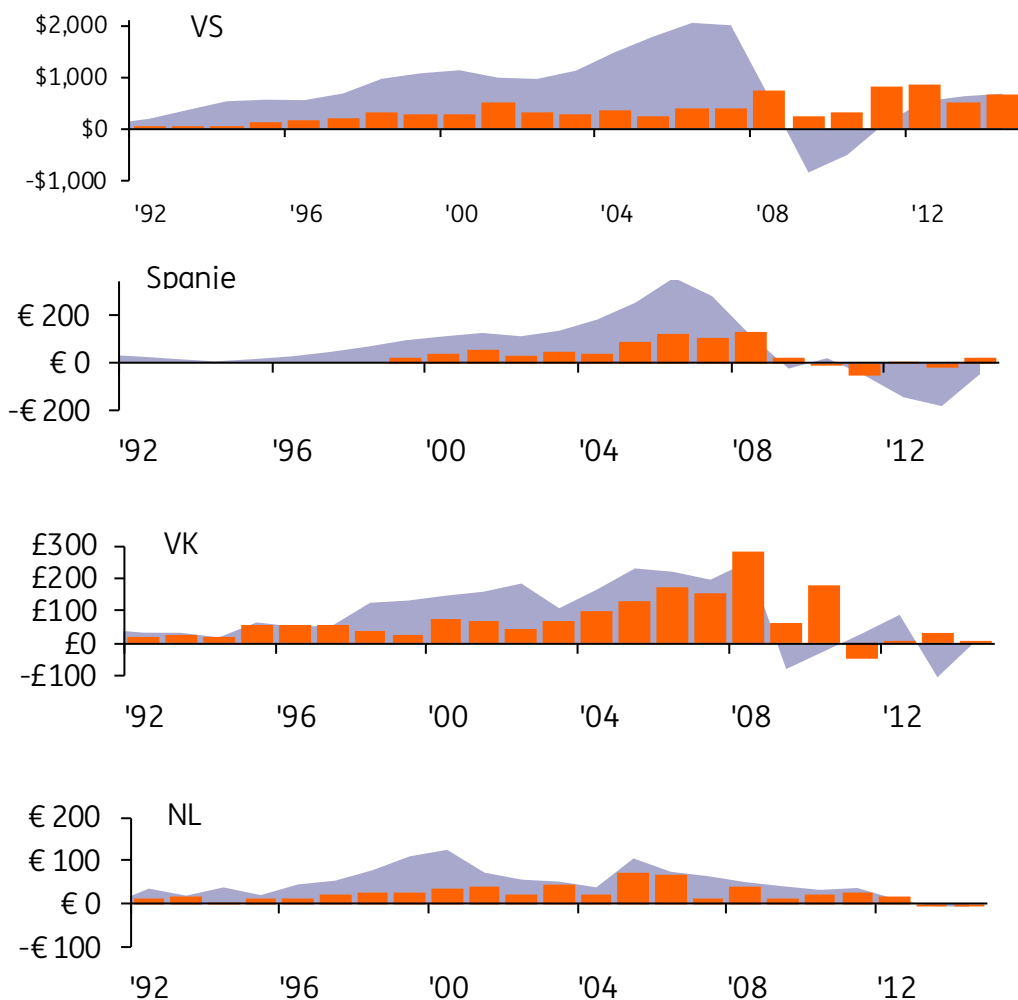 VS
$2,000
$1,000
$0
-$1,000
'92 '96 '00 '04 '08 '12
Spanje
€ 200
€ 0
-€ 200
'92 '96 '00 '04 '08 '12
VK
£300
£200
£100
£0
-£100
'92 '96 '00 '04 '08 '12
NL
€ 200
€ 100
€ 0
-€ 100
'92 '96 '00 '04 '08 '12